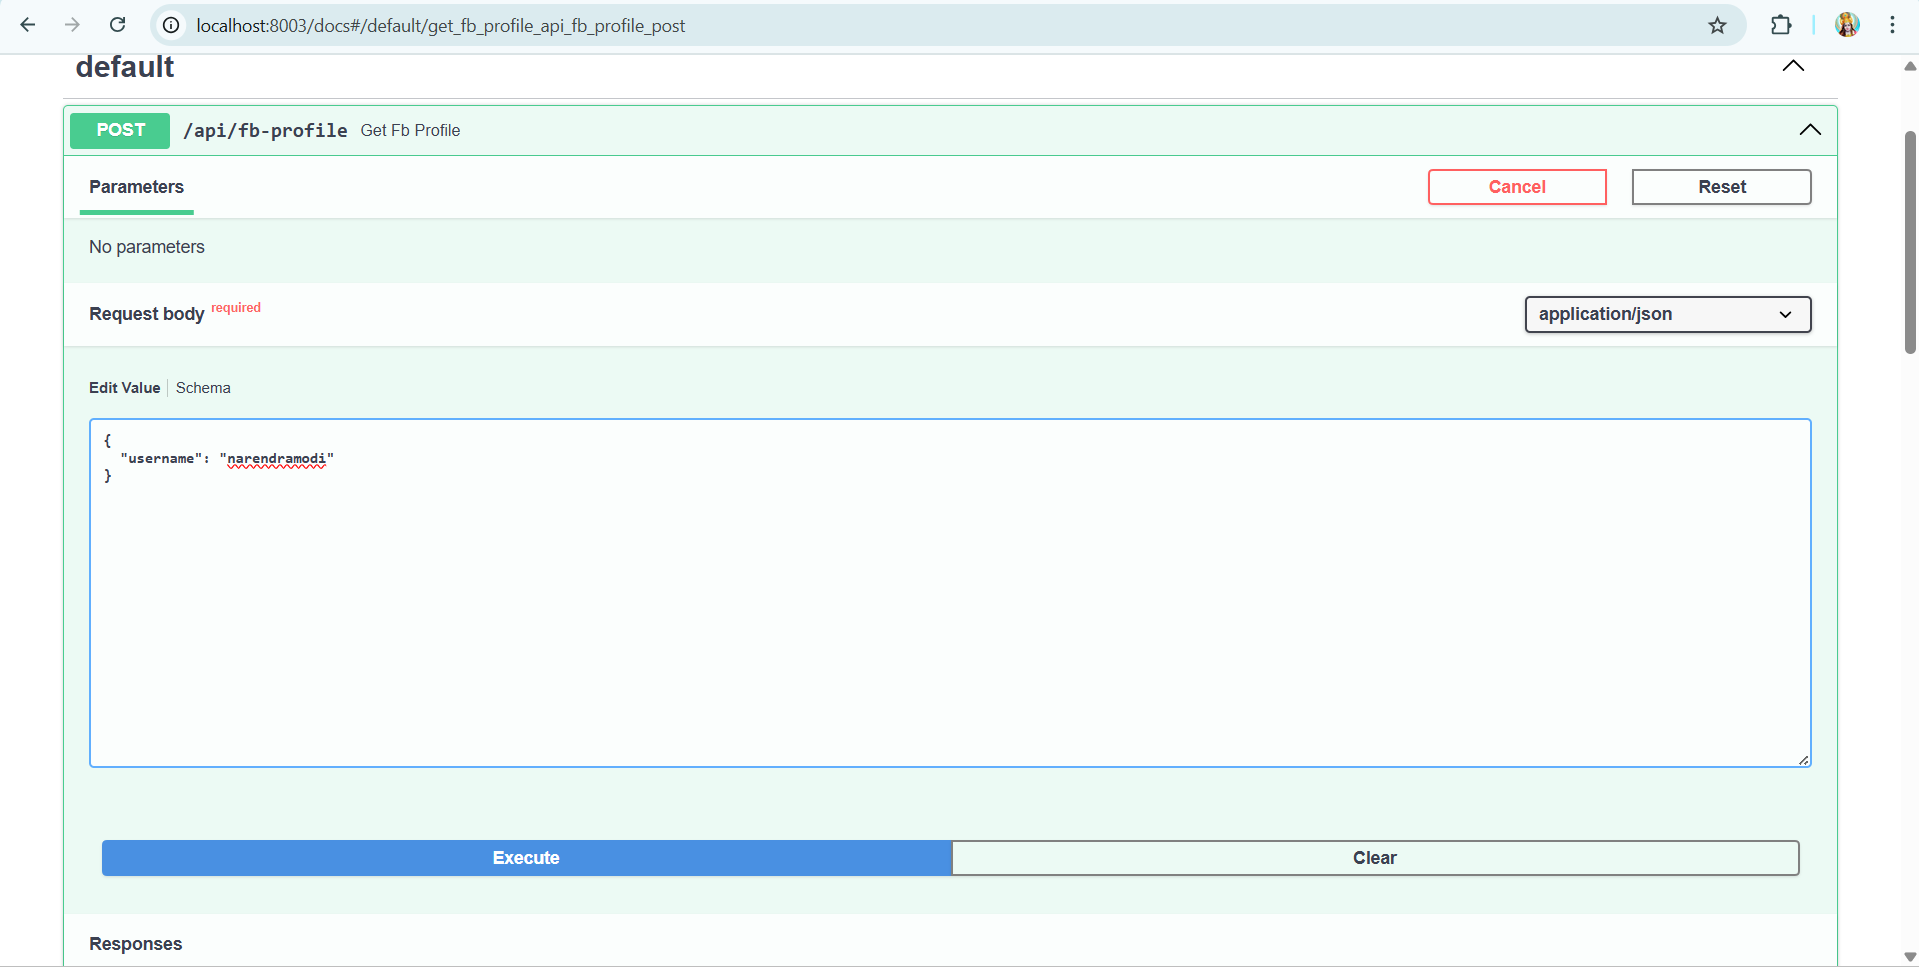 localhost:8003/docs#/default/get_fb_profile_api_fb_profile_post
default
POST /api/fb-profile Get Fb Profile
Parameters Cancel Reset
No parameters
Request body required application/json
Edit Value Schema
{
"username": "narendramodi"
}
Execute Clear
Responses